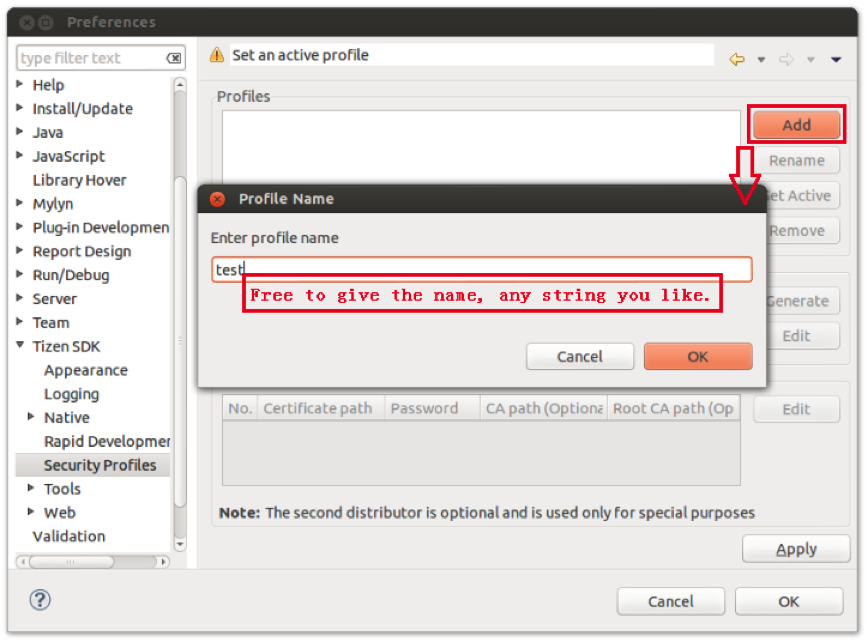 Preferences
type filter text
Set an active profile
Help
Install/Update
Java
JavaScript
Library Hover
Mylyn
Plug-in Developmen
Report Design
Run/Debug
Server
Team
Tizen SDK
Appearance
Logging
Native
Rapid Developmer
Security Profiles
Tools
Web
Validation
Profiles
Add
Rename
et Active
Remove
Profile Name
Enter profile name
test
Free to give the name, any string you like.
Cancel
OK
Generate
Edit
No.
Certificate path
Password
CA path (Optiona
Root CA path (Op
Edit
Note: The second distributor is optional and is used only for special purposes
Apply
?
Cancel
OK